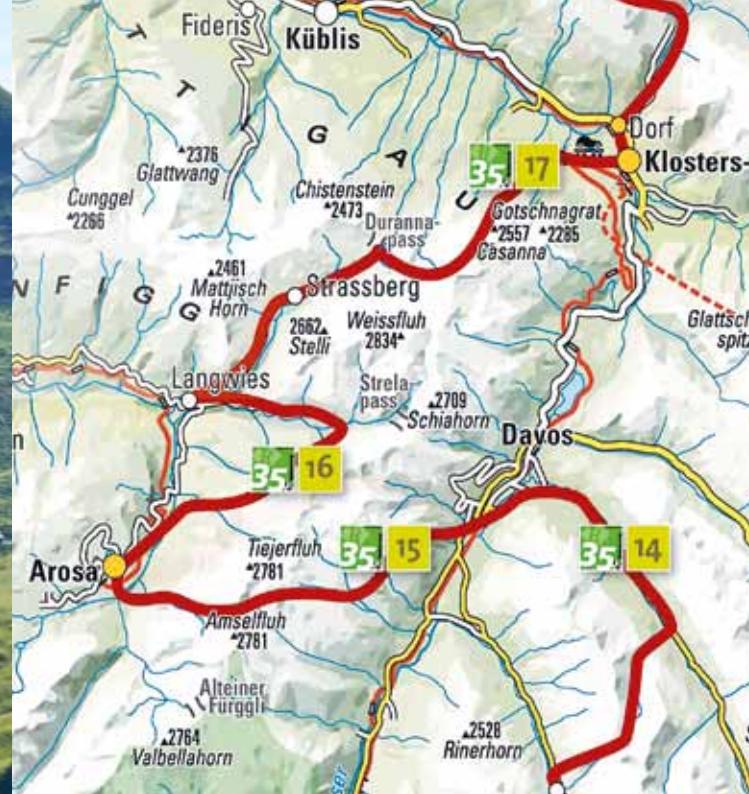 Fideris
Küblis
T
T
G
A
U
2376
Glattwang
Cunggel
2266
Chistenstein
2473
Duranna-
pass
Dorf
Klosters-
35 17
Gotschnagrat
2557 2285
Casanna
2461
Mattjisch
Horn
Strassberg
N F I G G
2662
Stelli
Weissfluh
2834
Glattsch
spitz
Langwies
Strela-
pass
2709
Schiahorn
n
Davos
35 16
35 15
35 14
Tiejerfluh
2781
Arosa
Amselfluh
2781
Alteiner
Fürggli
2764
Valbellahorn
2528
Rinerhorn
ser